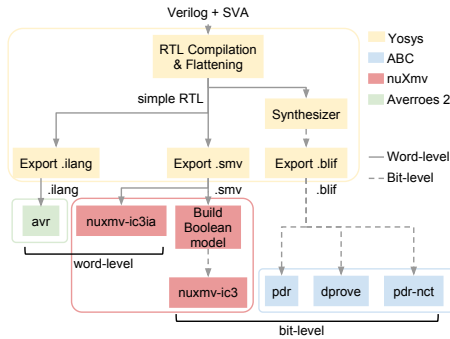 Verilog + SVA
RTL Compilation
& Flattening
Yosys
ABC
nuXmv
Averroes 2
simple RTL
Synthesizer
Export .ilang
Export .smv
Export .blif
Word-level
Bit-level
.ilang
.smv
.blif
avr
nuxmv-ic3ia
Build
Boolean
model
word-level
nuxmv-ic3
pdr
dprove
pdr-nct
bit-level